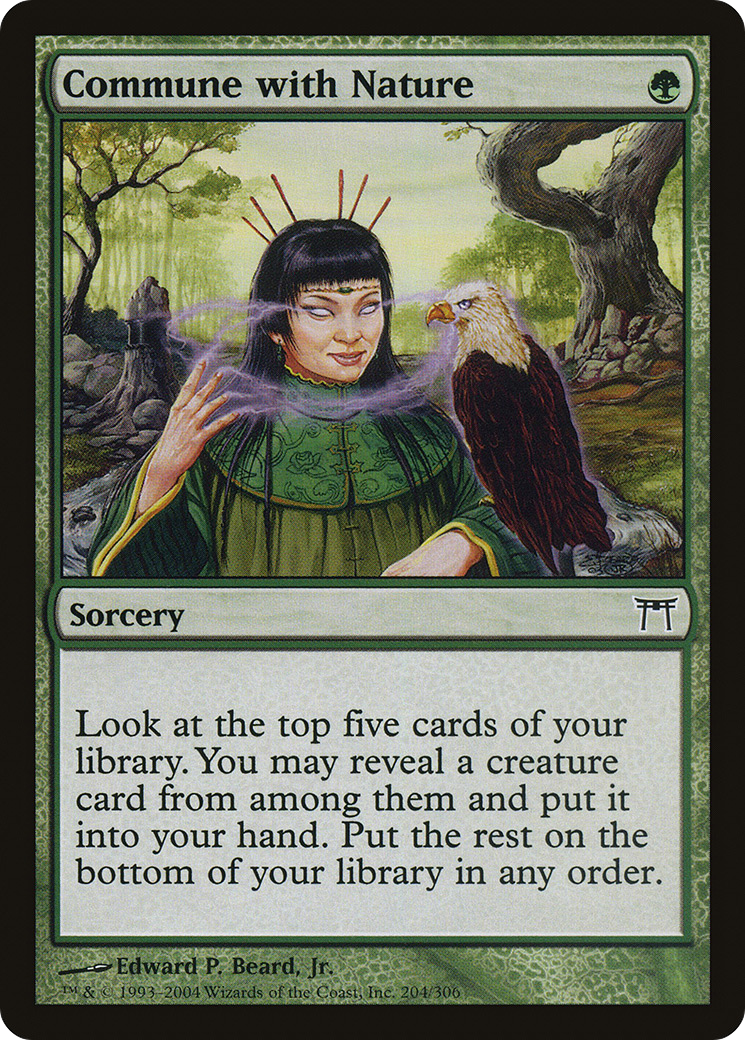 Commune with Nature
Sorcery
Look at the top five cards of your
library. You may reveal a creature
card from among them and put it
into your hand. Put the rest on the
bottom of your library in any order.
Edward P. Beard, Jr.
™ & © 1993–2004 Wizards of the Coast, Inc. 204/306